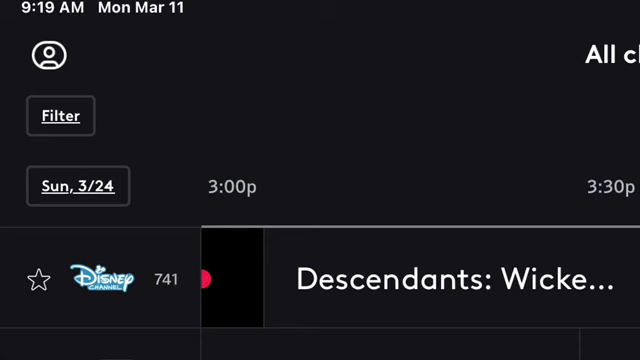 9:19 AM Mon Mar 11
All c
Filter
Sun, 3/24
3:00p
3:30p
Disney
CHANNEL
741
Descendants: Wicke...